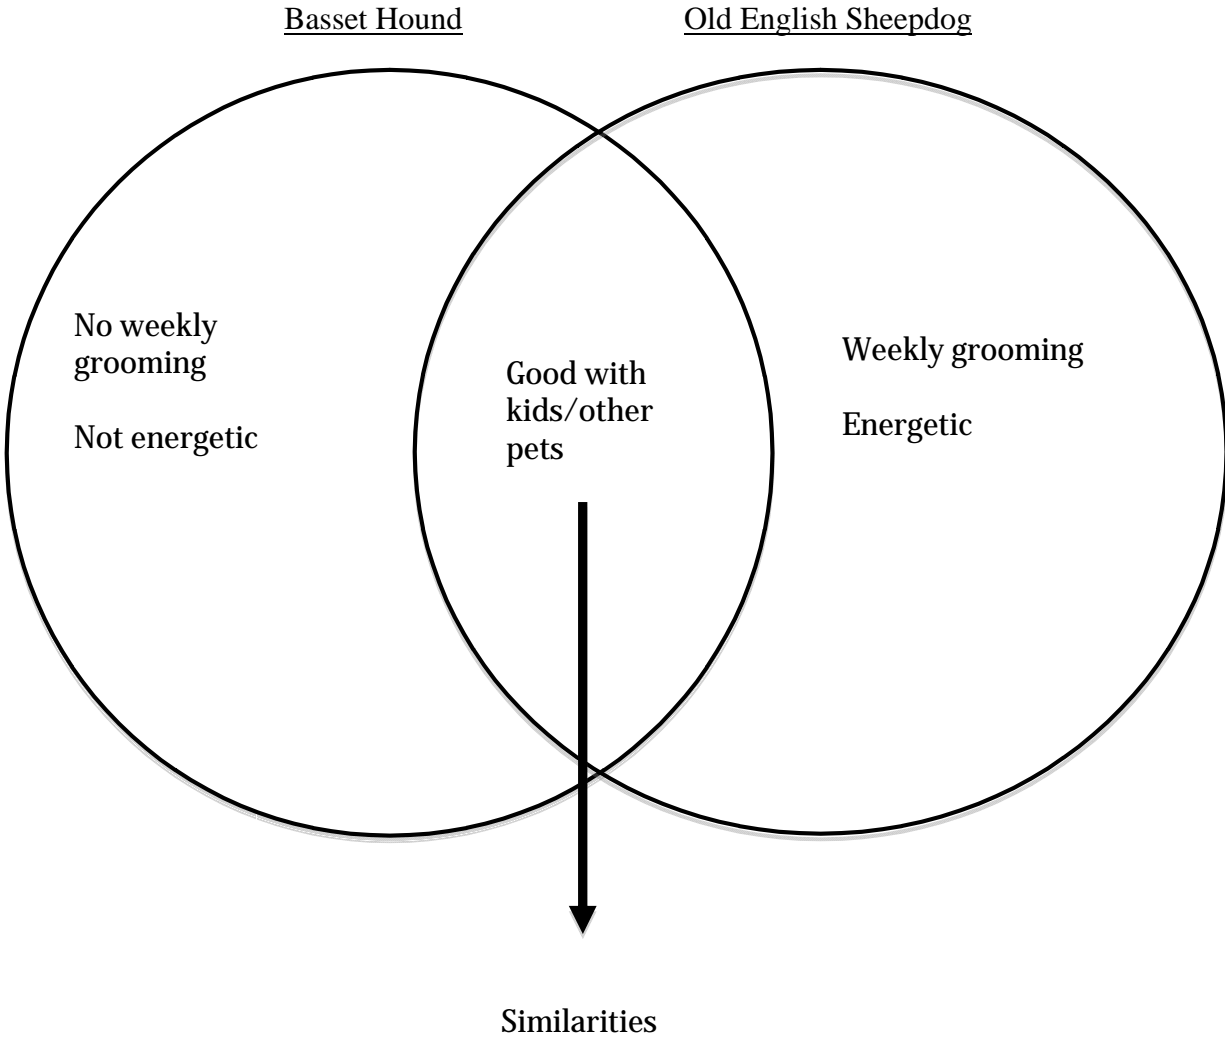 Basset Hound
Old English Sheepdog
No weekly
grooming
Not energetic
Good with
kids/other
pets
Weekly grooming
Energetic
Similarities